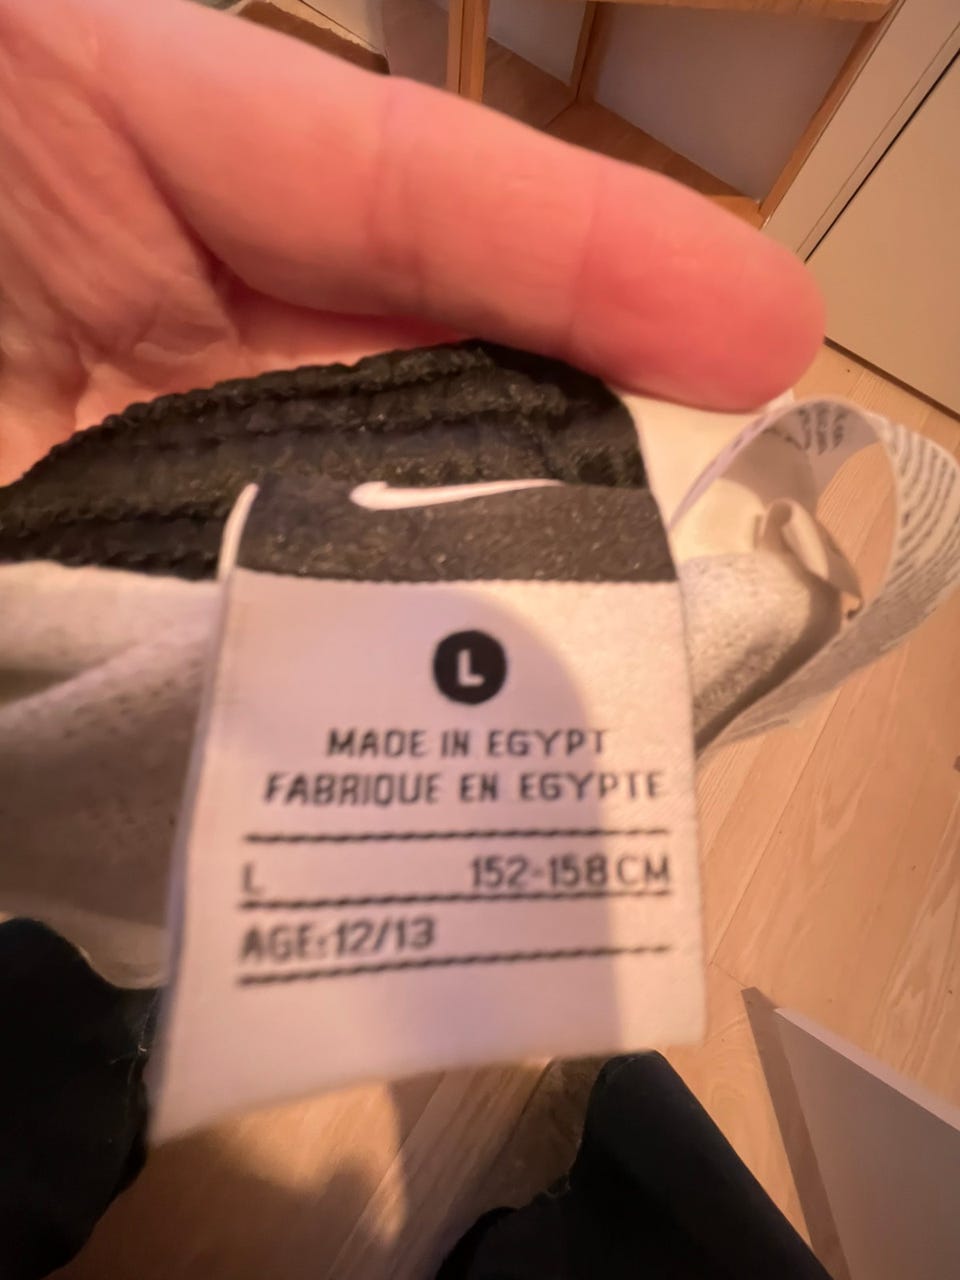 L
MADE IN EGYPT
FABRIQUE EN EGYPTE
L 152-158 CM
AGE: 12/13